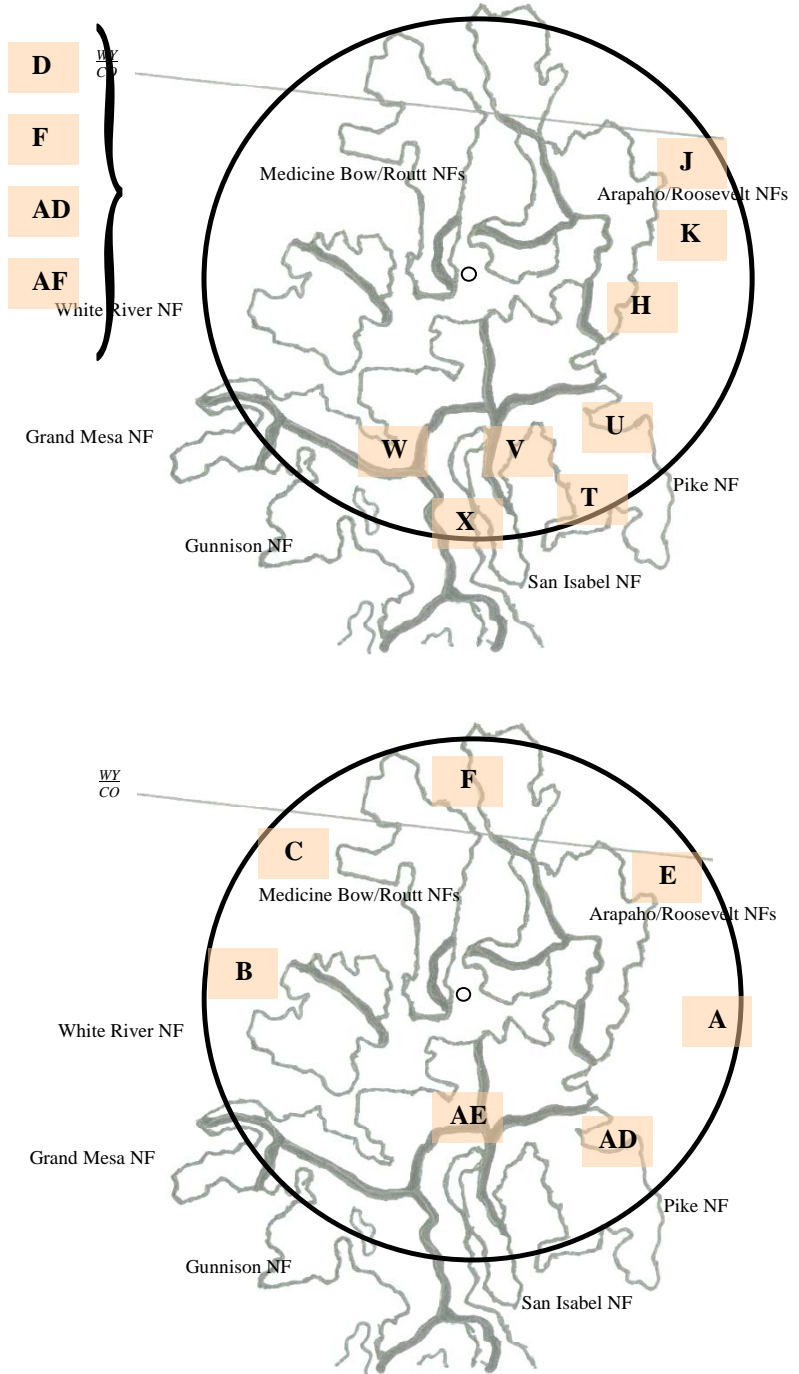 WY
CO
D
F
AD
AF
J
K
H
U
T
W
V
X
Medicine Bow/Routt NFs
Arapaho/Roosevelt NFs
White River NF
Grand Mesa NF
Gunnison NF
Pike NF
San Isabel NF
WY
CO
F
C
E
Medicine Bow/Routt NFs
Arapaho/Roosevelt NFs
B
A
White River NF
AE
AD
Grand Mesa NF
Pike NF
Gunnison NF
San Isabel NF